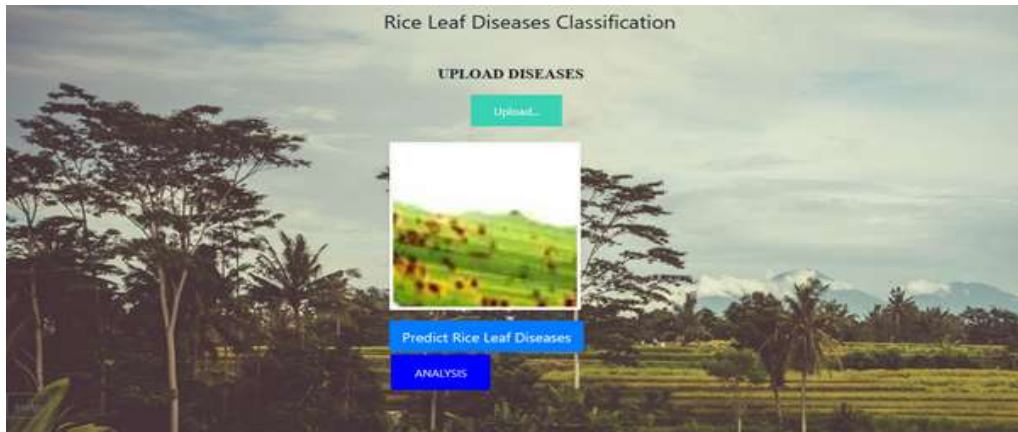 Rice Leaf Diseases Classification
UPLOAD DISEASES
Upload...
Predict Rice Leaf Diseases
ANALYSIS